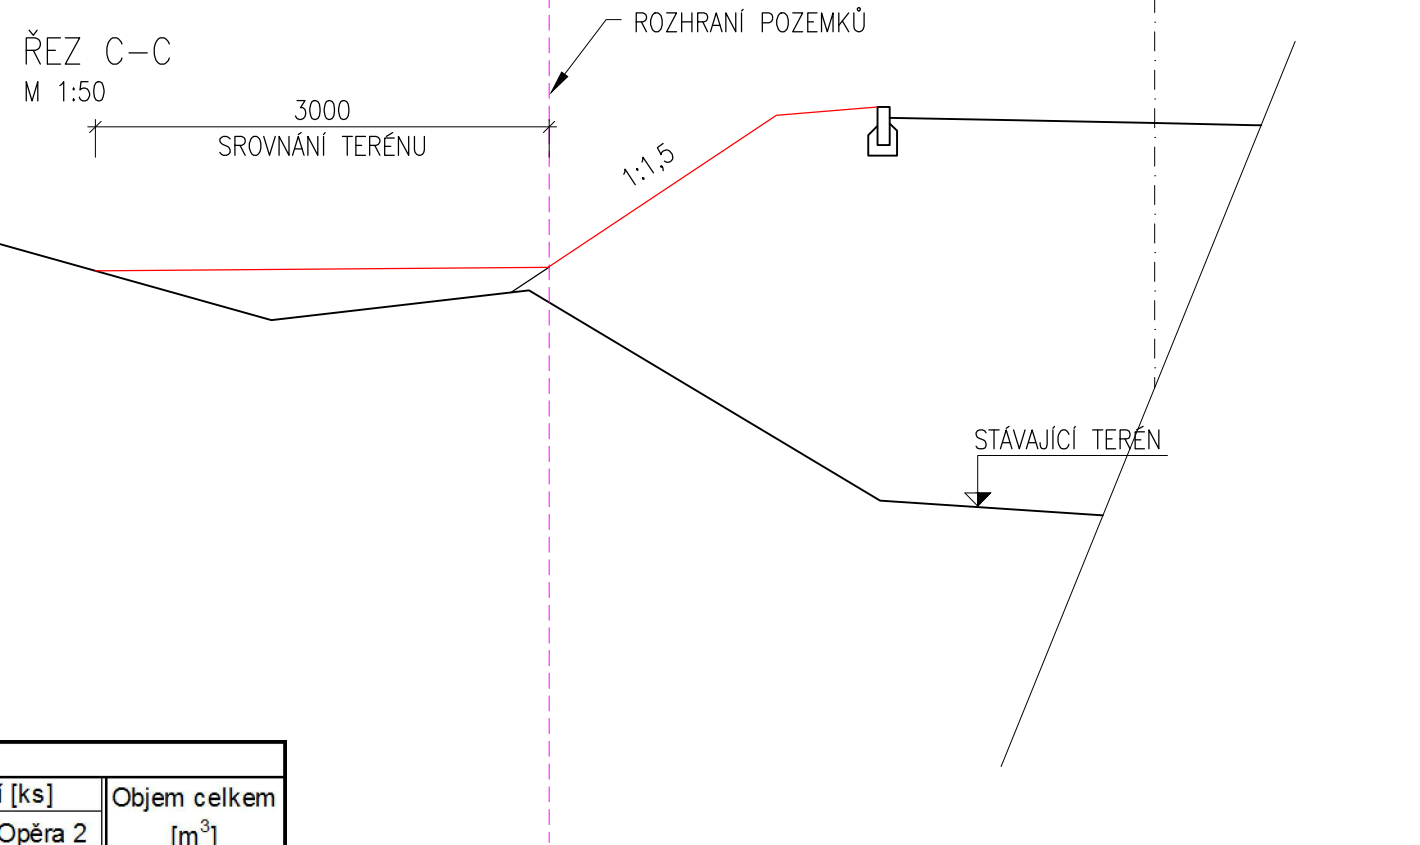 ŘEZ C-C
M 1:50
ROZHRANÍ POZEMKŮ
3000
SROVNÁNÍ TERÉNU
1:1,5
STÁVAJÍCÍ TERÉN
[ks]
Objem celkem
Opěra 2
[m³]